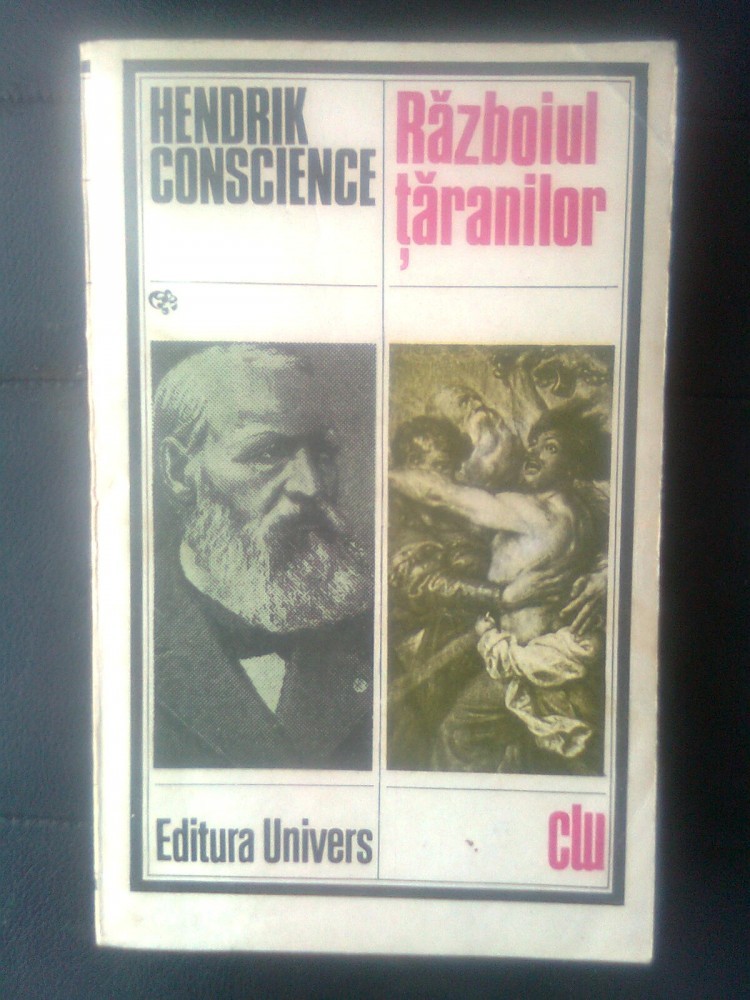 HENDRIK
CONSCIENCE
Războiul
țăranilor
Editura Univers
clu